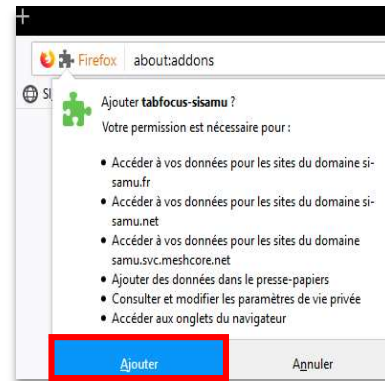 +
Firefox about:addons
SI
Ajouter tabfocus-sisamu ?
Votre permission est nécessaire pour :
• Accéder à vos données pour les sites du domaine si-
samu.fr
• Accéder à vos données pour les sites du domaine si-
samu.net
• Accéder à vos données pour les sites du domaine
samu.svc.meshcore.net
• Ajouter des données dans le presse-papiers
• Consulter et modifier les paramètres de vie privée
• Accéder aux onglets du navigateur
Ajouter Annuler